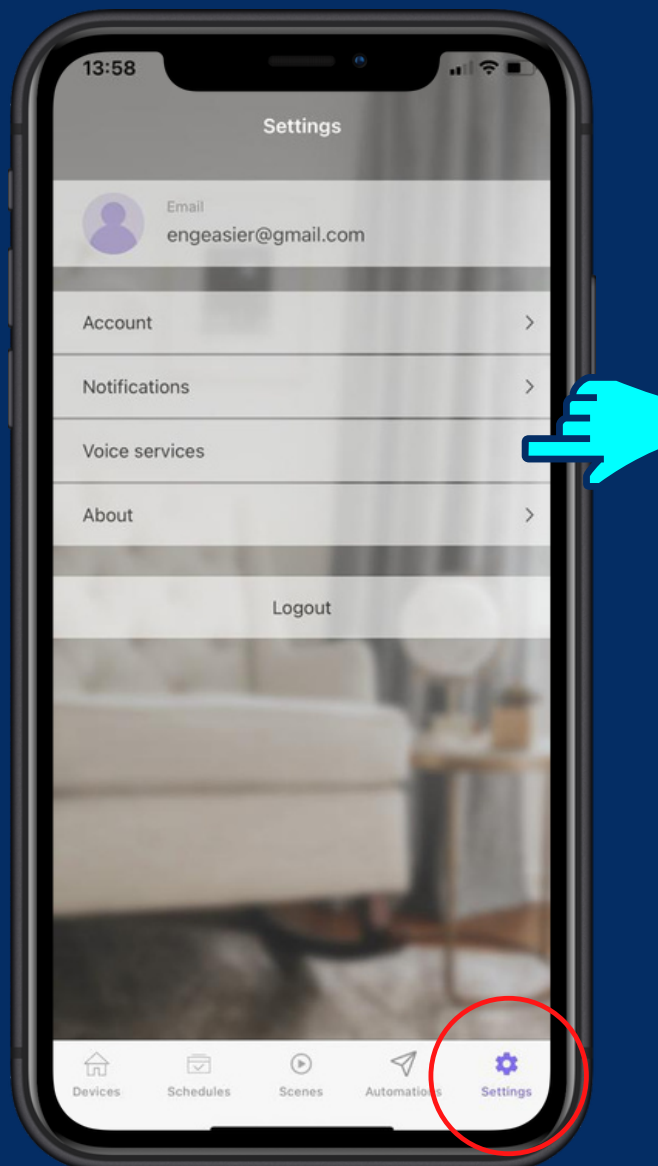 13:58
Settings
Email
engeasier@gmail.com
Account
Notifications
Voice services
About
Logout
Devices Schedules Scenes Automations Settings